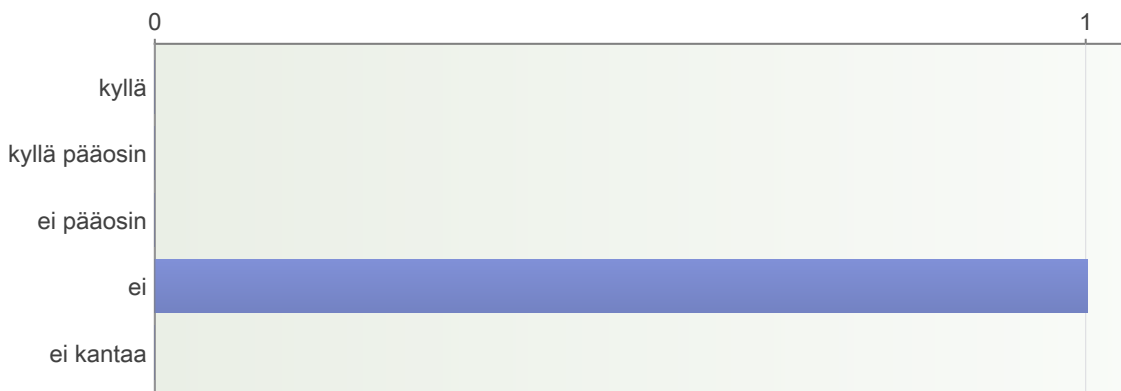 0 1
kyllä
kyllä pääosin
ei pääosin
ei
ei kantaa